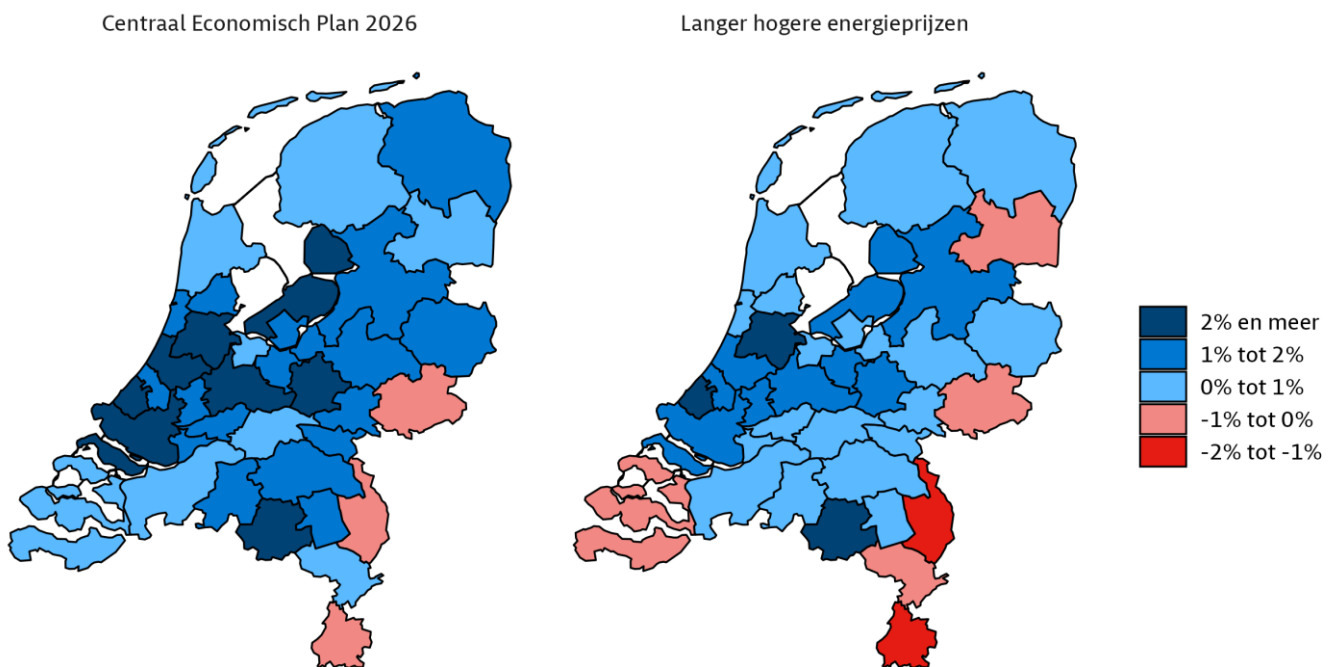 Centraal Economisch Plan 2026
Langer hogere energieprijzen
2% en meer
1% tot 2%
0% tot 1%
-1% tot 0%
-2% tot -1%